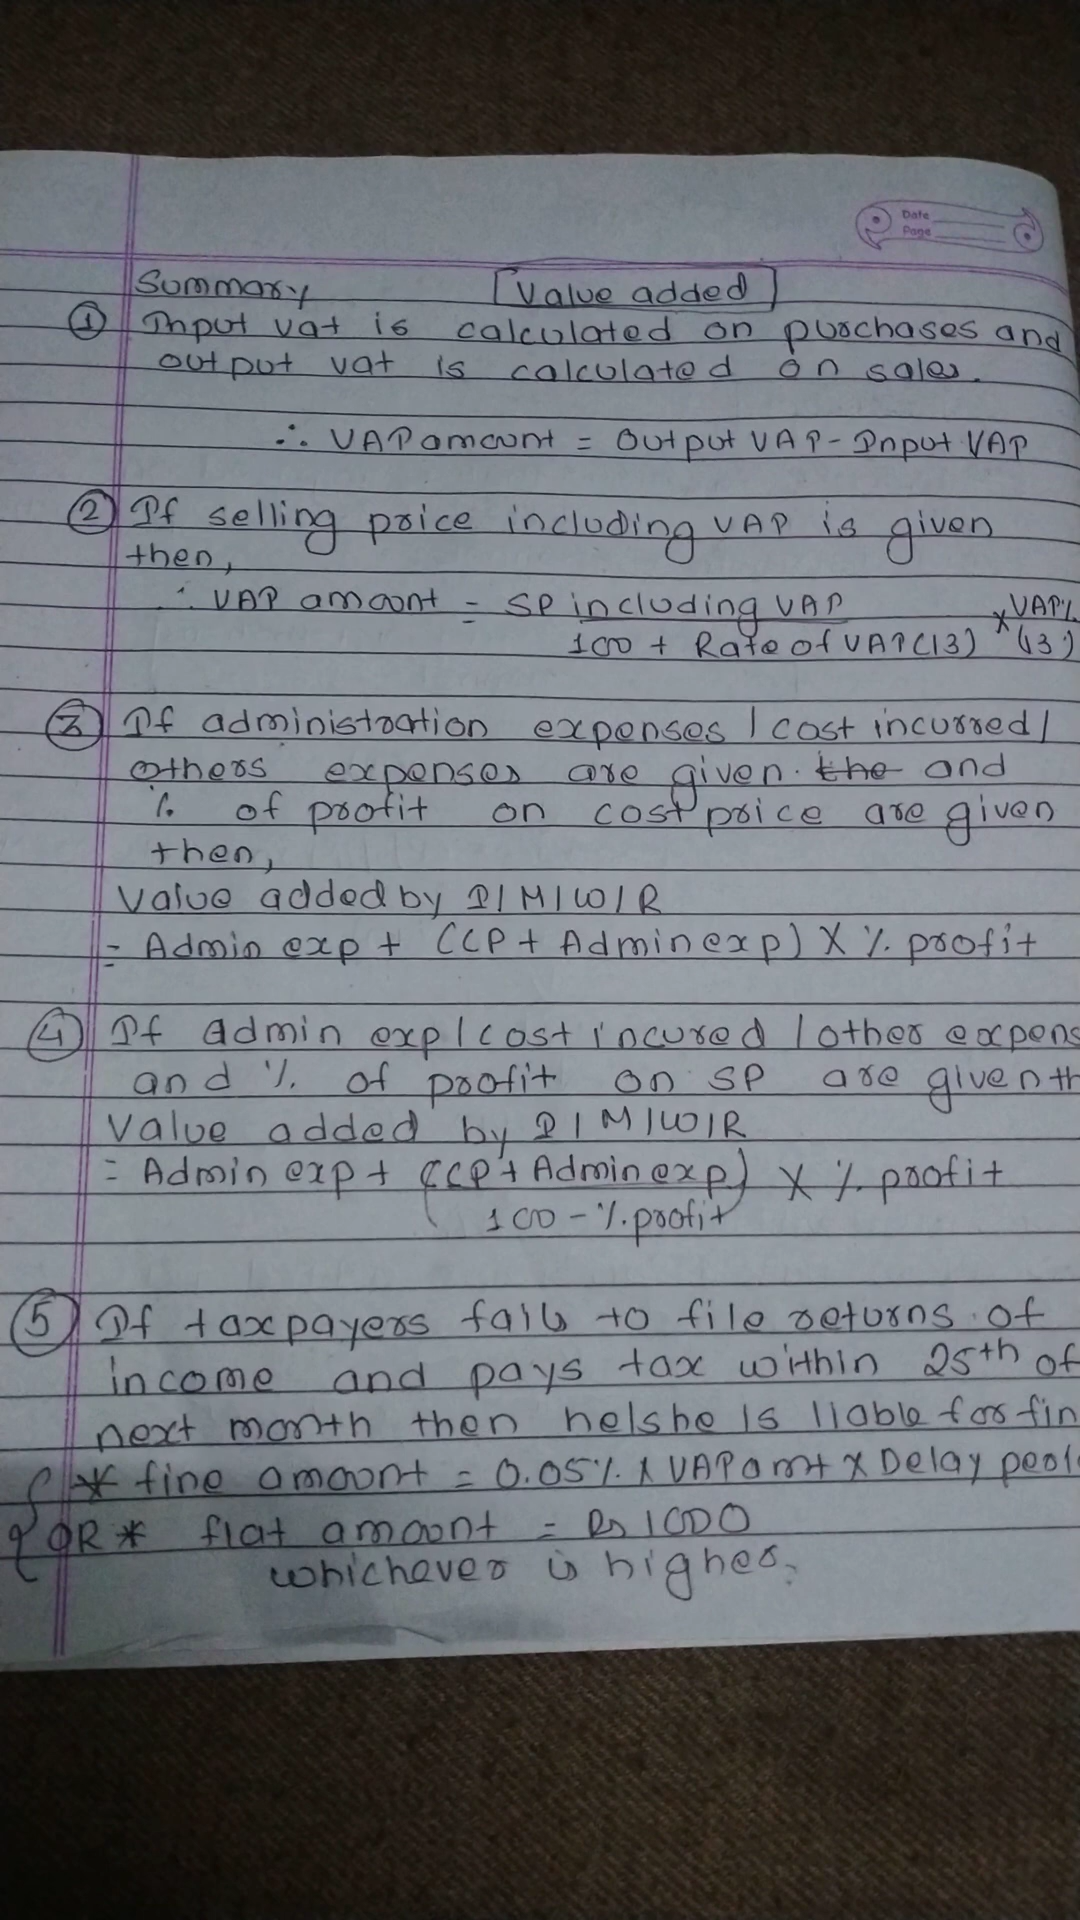 Date
Page
Summary [Value added]
① Input vat is calculated on purchases and
output vat is calculated on sales.
∴ VAT amount = Output VAT - Input VAT
② If selling price including VAT is given
then,
∴ VAT amount = SP including VAT × VAT%
100 + Rate of VAT (13) (13)
③ If administration expenses / cost incurred /
others expenses are given. the and
% of profit on cost price are given
then,
Value added by I/M/W/R
= Admin exp + (CP + Admin exp) X % profit
④ If admin exp / cost incured / other expens
and % of profit on SP are given th
Value added by I/M/W/R
= Admin exp + (CP + Admin exp) X % profit
100 - % profit
⑤ If taxpayers fails to file returns of
income and pays tax within 25th of
next month then he/she is liable for fin
* fine amount = 0.05% x VAT amt x Delay
OR * flat amount = Rs 1000
whichever is higher.